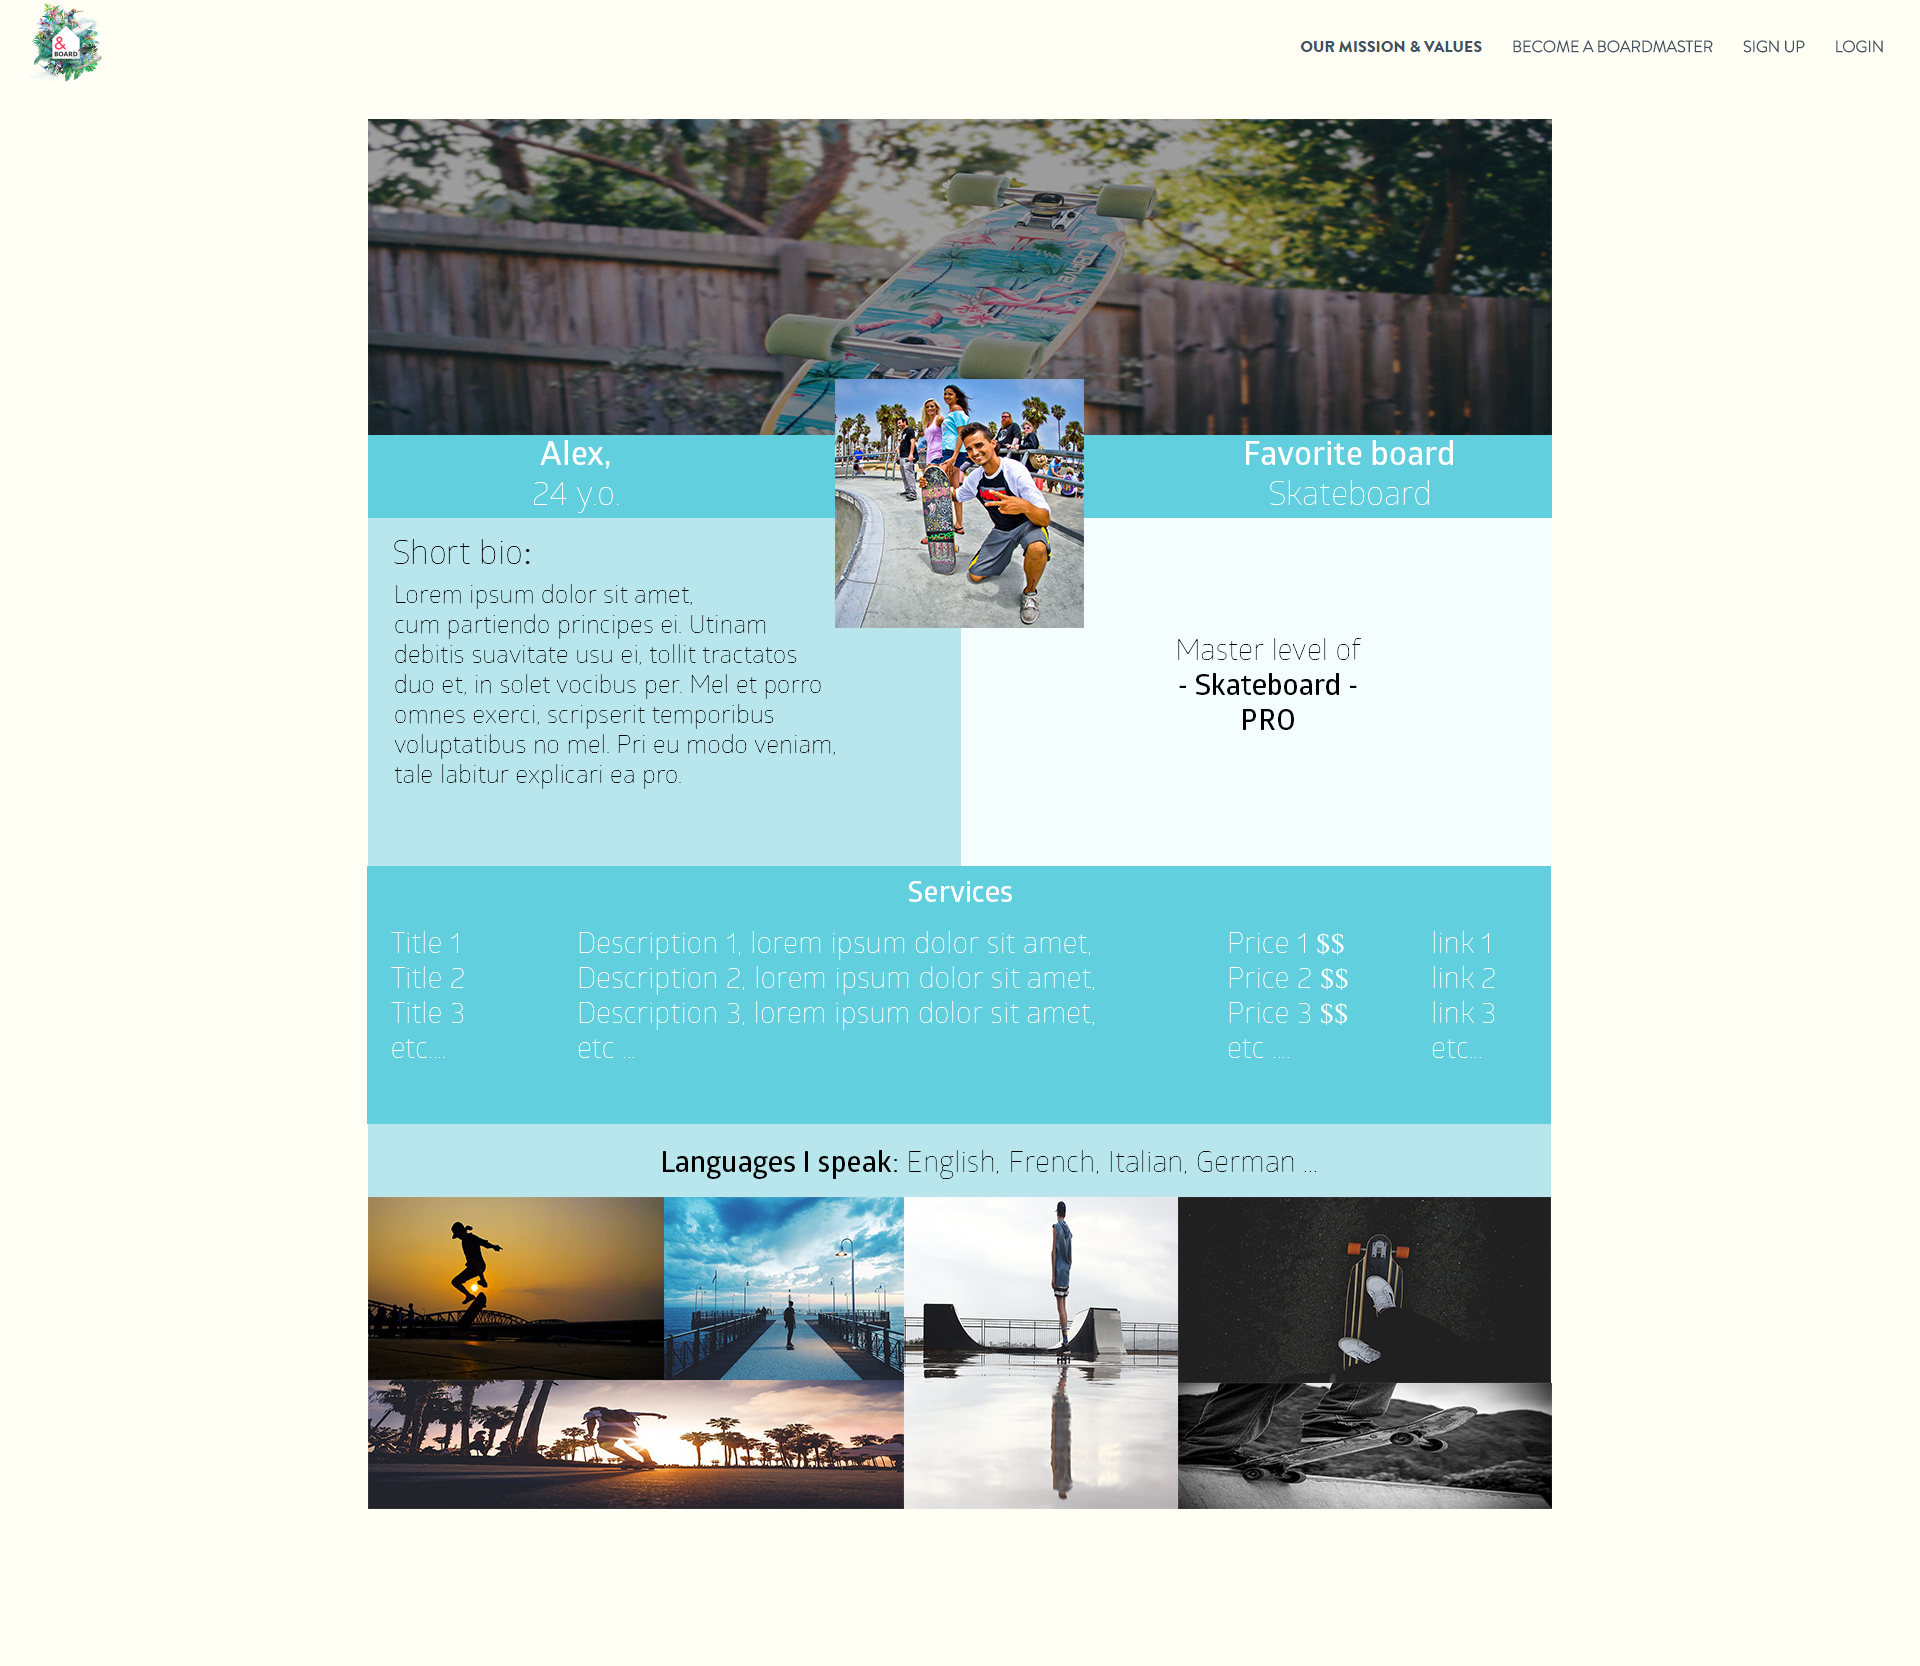 &
BOARD
OUR MISSION & VALUES
BECOME A BOARDMASTER
SIGN UP
LOGIN
Alex,
24 y.o.
Favorite board
Skateboard
Short bio:
Lorem ipsum dolor sit amet,
cum partiendo principes ei. Utinam
debitis suavitate usu ei, tollit tractatos
duo et, in solet vocibus per. Mel et porro
omnes exerci, scripserit temporibus
voluptatibus no mel. Pri eu modo veniam,
tale labitur explicari ea pro.
Master level of
- Skateboard -
PRO
Services
Title 1 Description 1, lorem ipsum dolor sit amet, Price 1 $$ link 1
Title 2 Description 2, lorem ipsum dolor sit amet, Price 2 $$ link 2
Title 3 Description 3, lorem ipsum dolor sit amet, Price 3 $$ link 3
etc.... etc ... etc .... etc...
Languages I speak: English, French, Italian, German ...